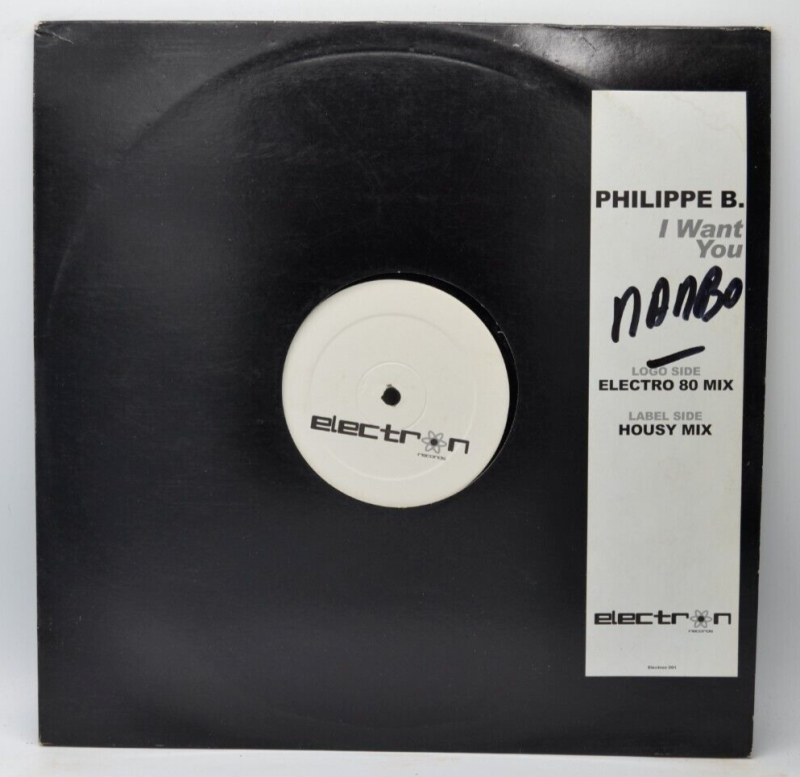 PHILIPPE B.
I Want
You
NANBO
LOGO SIDE
ELECTRO 80 MIX
LABEL SIDE
HOUSY MIX
electron
records
electron
records